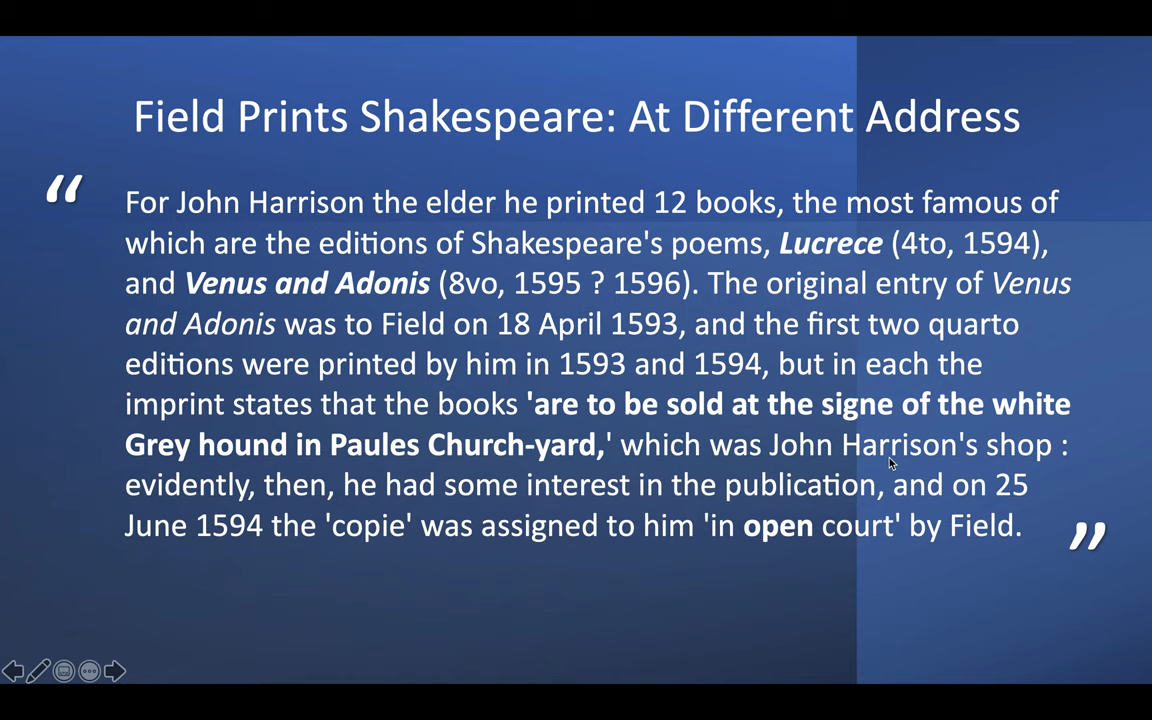 Field Prints Shakespeare: At Different Address
“
For John Harrison the elder he printed 12 books, the most famous of
which are the editions of Shakespeare's poems, Lucrece (4to, 1594),
and Venus and Adonis (8vo, 1595 ? 1596). The original entry of Venus
and Adonis was to Field on 18 April 1593, and the first two quarto
editions were printed by him in 1593 and 1594, but in each the
imprint states that the books 'are to be sold at the signe of the white
Grey hound in Paules Church-yard,' which was John Harrison's shop :
evidently, then, he had some interest in the publication, and on 25
June 1594 the 'copie' was assigned to him 'in open court' by Field.
”